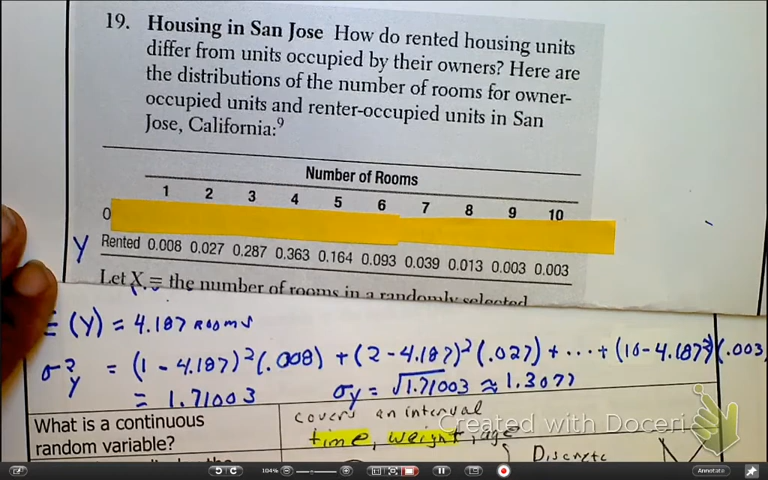 19. Housing in San Jose How do rented housing units
differ from units occupied by their owners? Here are
the distributions of the number of rooms for owner-
occupied units and renter-occupied units in San
Jose, California:⁹
Number of Rooms
1 2 3 4 5 6 7 8 9 10
O
Y Rented 0.008 0.027 0.287 0.363 0.164 0.093 0.039 0.013 0.003 0.003
Let X = the number of rooms in a randomly selected
E(Y) = 4.187 ROOMS
σ²Y = (1 - 4.187)²(.008) + (2 - 4.187)²(.027) + ... + (10 - 4.187)²(.003)
= 1.71003 σy = √1.71003 ≈ 1.3077
What is a continuous
random variable?
covers an interval
time, weight, age
Created with Doceri
Discrete
104%
Annotate